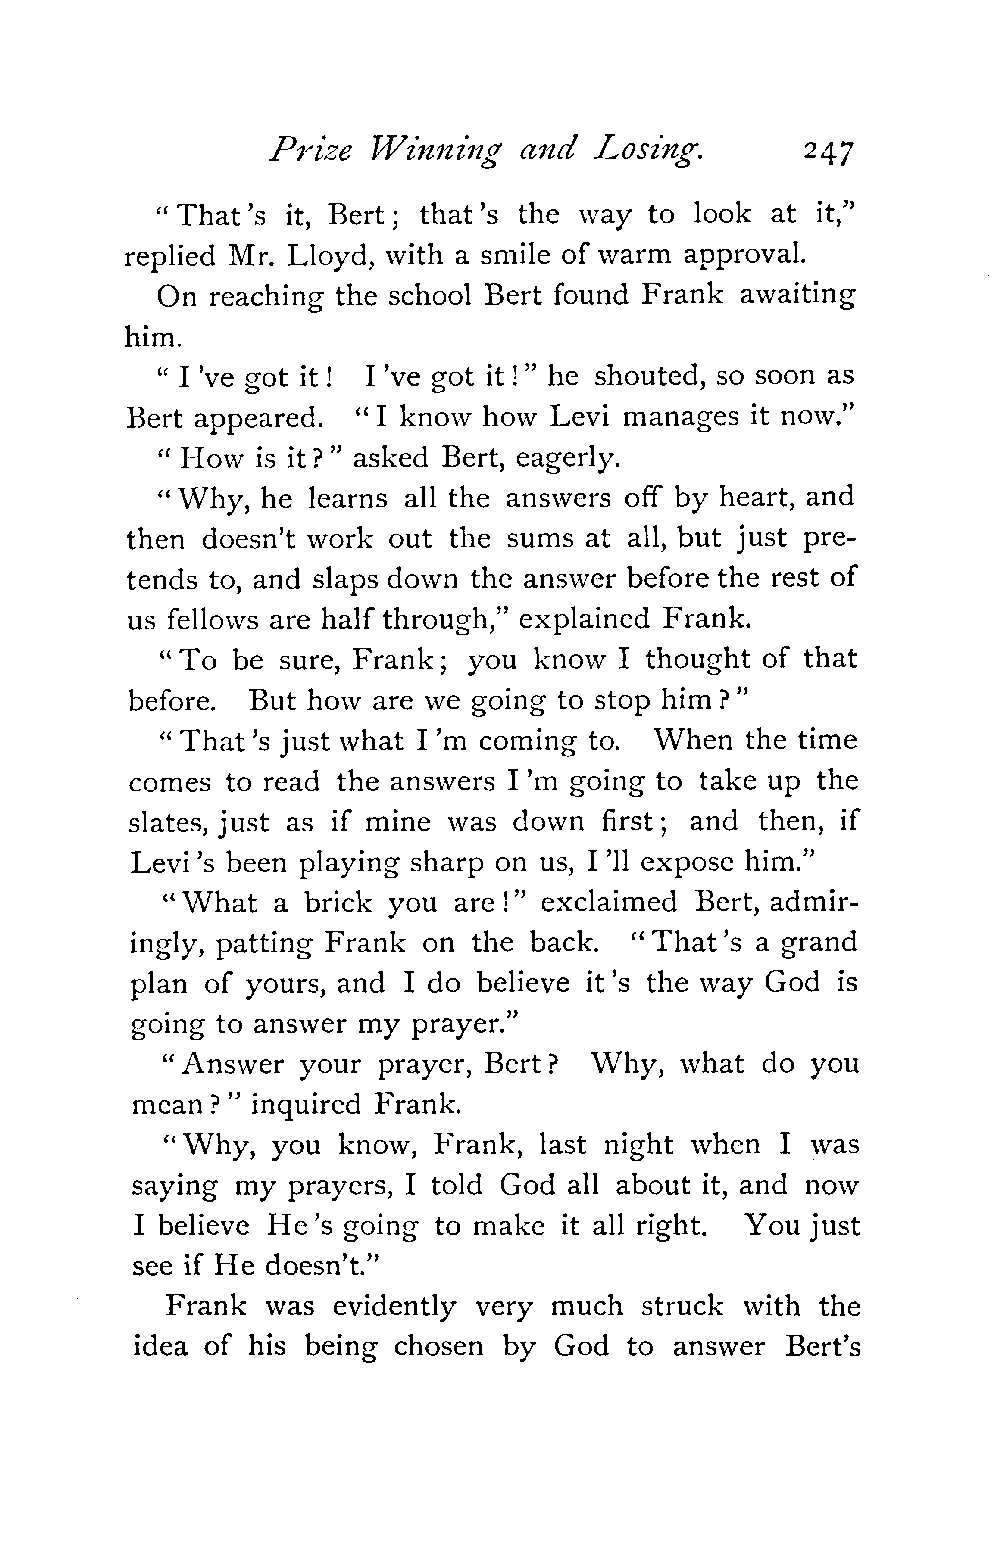 Prize Winning and Losing. 247
"That's it, Bert; that's the way to look at it,"
replied Mr. Lloyd, with a smile of warm approval.
On reaching the school Bert found Frank awaiting
him.
"I've got it! I've got it!" he shouted, so soon as
Bert appeared. "I know how Levi manages it now."
"How is it?" asked Bert, eagerly.
"Why, he learns all the answers off by heart, and
then doesn't work out the sums at all, but just pre-
tends to, and slaps down the answer before the rest of
us fellows are half through," explained Frank.
"To be sure, Frank; you know I thought of that
before. But how are we going to stop him?"
"That's just what I'm coming to. When the time
comes to read the answers I'm going to take up the
slates, just as if mine was down first; and then, if
Levi's been playing sharp on us, I'll expose him."
"What a brick you are!" exclaimed Bert, admir-
ingly, patting Frank on the back. "That's a grand
plan of yours, and I do believe it's the way God is
going to answer my prayer."
"Answer your prayer, Bert? Why, what do you
mean?" inquired Frank.
"Why, you know, Frank, last night when I was
saying my prayers, I told God all about it, and now
I believe He's going to make it all right. You just
see if He doesn't."
Frank was evidently very much struck with the
idea of his being chosen by God to answer Bert's